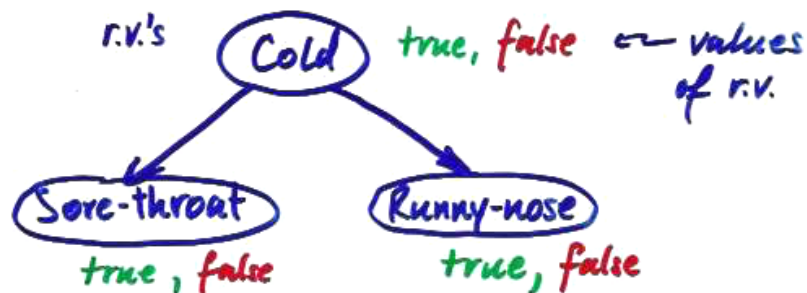 r.v.'s Cold true, false ← values
of r.v.
Sore-throat Runny-nose
true, false true, false